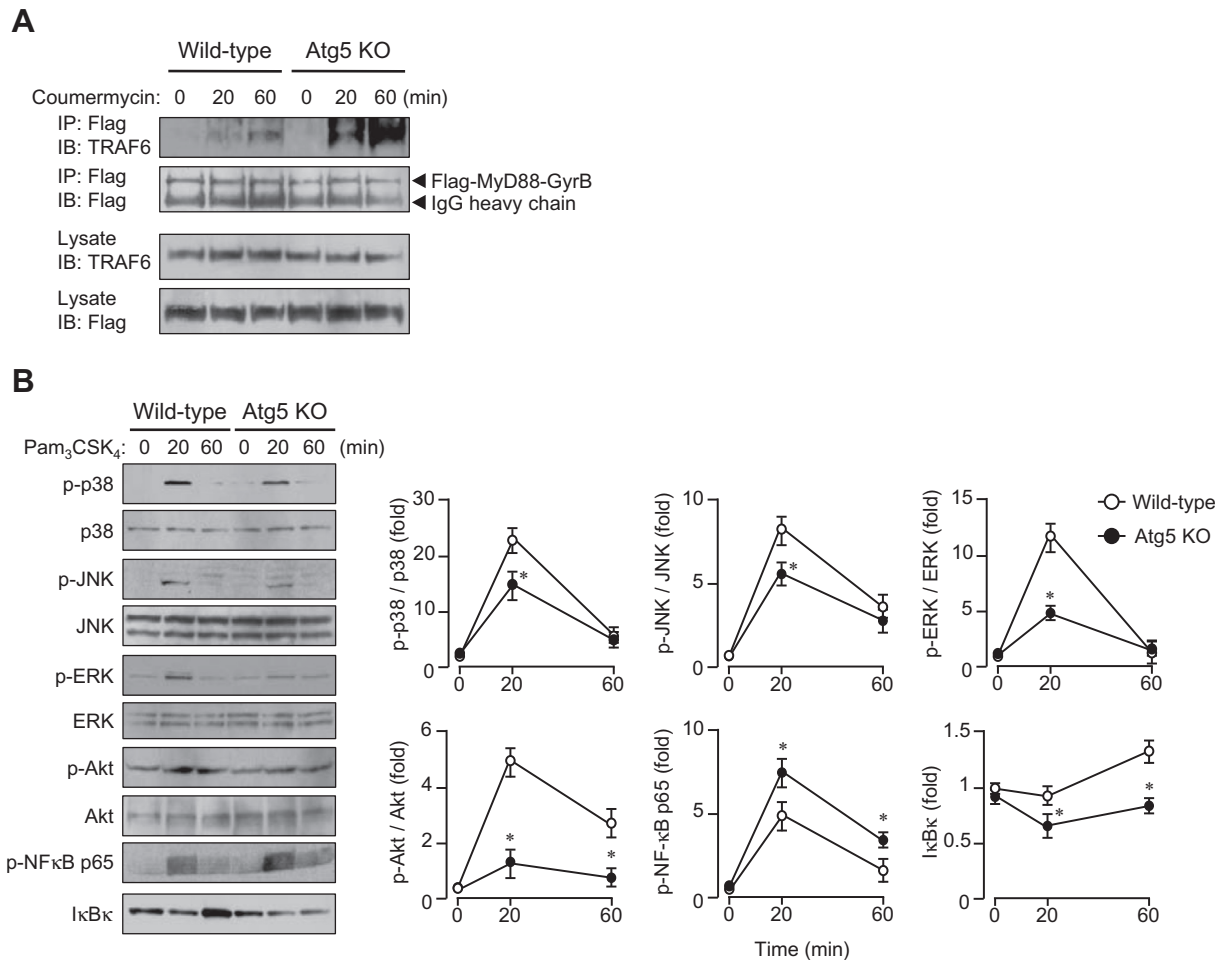 A
Wild-type Atg5 KO
Coumermycin: 0 20 60 0 20 60 (min)
IP: Flag
IB: TRAF6
IP: Flag
IB: Flag
Flag-MyD88-GyrB
IgG heavy chain
Lysate
IB: TRAF6
Lysate
IB: Flag
B
Wild-type Atg5 KO
Pam₃CSK₄: 0 20 60 0 20 60 (min)
p-p38
p38
p-JNK
JNK
p-ERK
ERK
p-Akt
Akt
p-NFκB p65
IκBκ
p-p38 / p38 (fold)
30
20
10
0
0 20 60
*
p-JNK / JNK (fold)
10
5
0
0 20 60
*
p-ERK / ERK (fold)
15
10
5
0
0 20 60
*
Wild-type
Atg5 KO
p-Akt / Akt (fold)
6
4
2
0
0 20 60
* *
p-NF-κB p65 (fold)
10
5
0
0 20 60
* *
IκBκ (fold)
1.5
1
0.5
0
0 20 60
* *
Time (min)